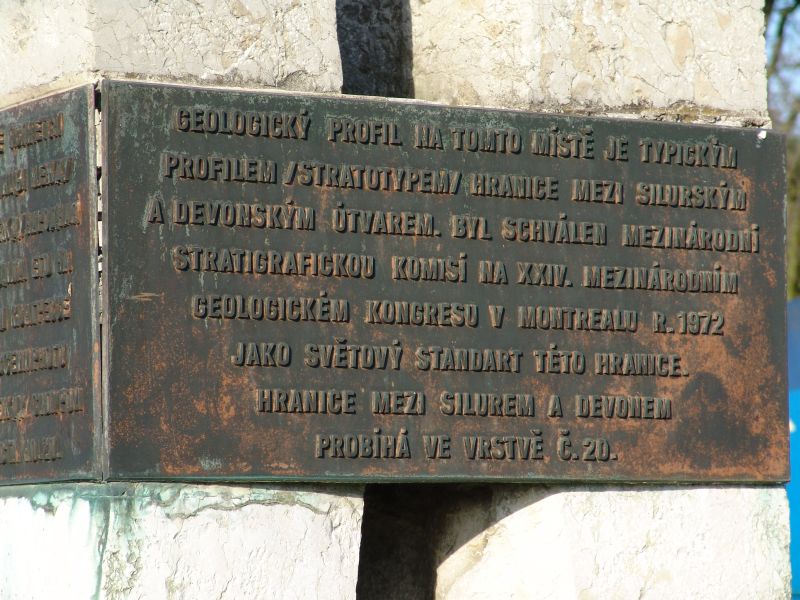 GEOLOGICKÝ PROFIL NA TOMTO MÍSTĚ JE TYPICKÝM
PROFILEM /STRATOTYPEM/ HRANICE MEZI SILURSKÝM
A DEVONSKÝM ÚTVAREM. BYL SCHVÁLEN MEZINÁRODNÍ
STRATIGRAFICKOU KOMISÍ NA XXIV. MEZINÁRODNÍM
GEOLOGICKÉM KONGRESU V MONTREALU R.1972
JAKO SVĚTOVÝ STANDART TÉTO HRANICE.
HRANICE MEZI SILUREM A DEVONEM
PROBÍHÁ VE VRSTVĚ Č.20.